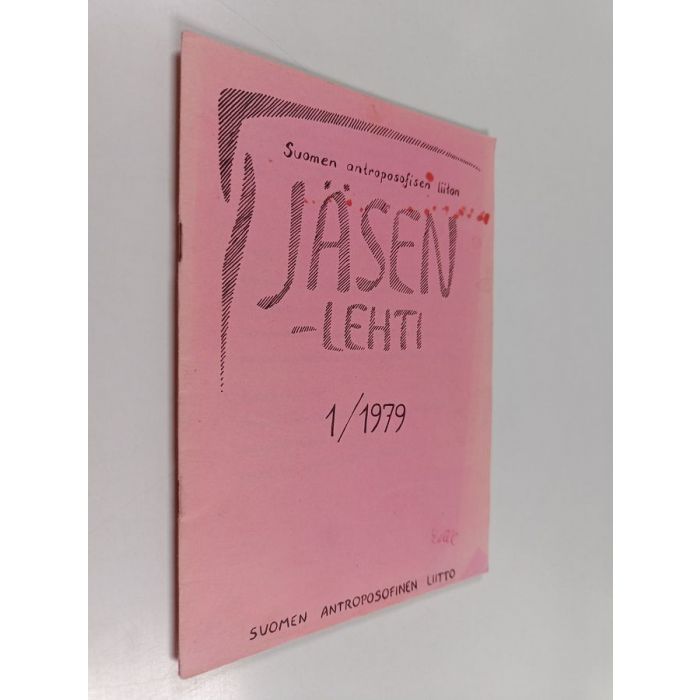 Suomen antroposofisen liiton
JÄSEN
-LEHTI
1/1979
SUOMEN ANTROPOSOFINEN LIITTO